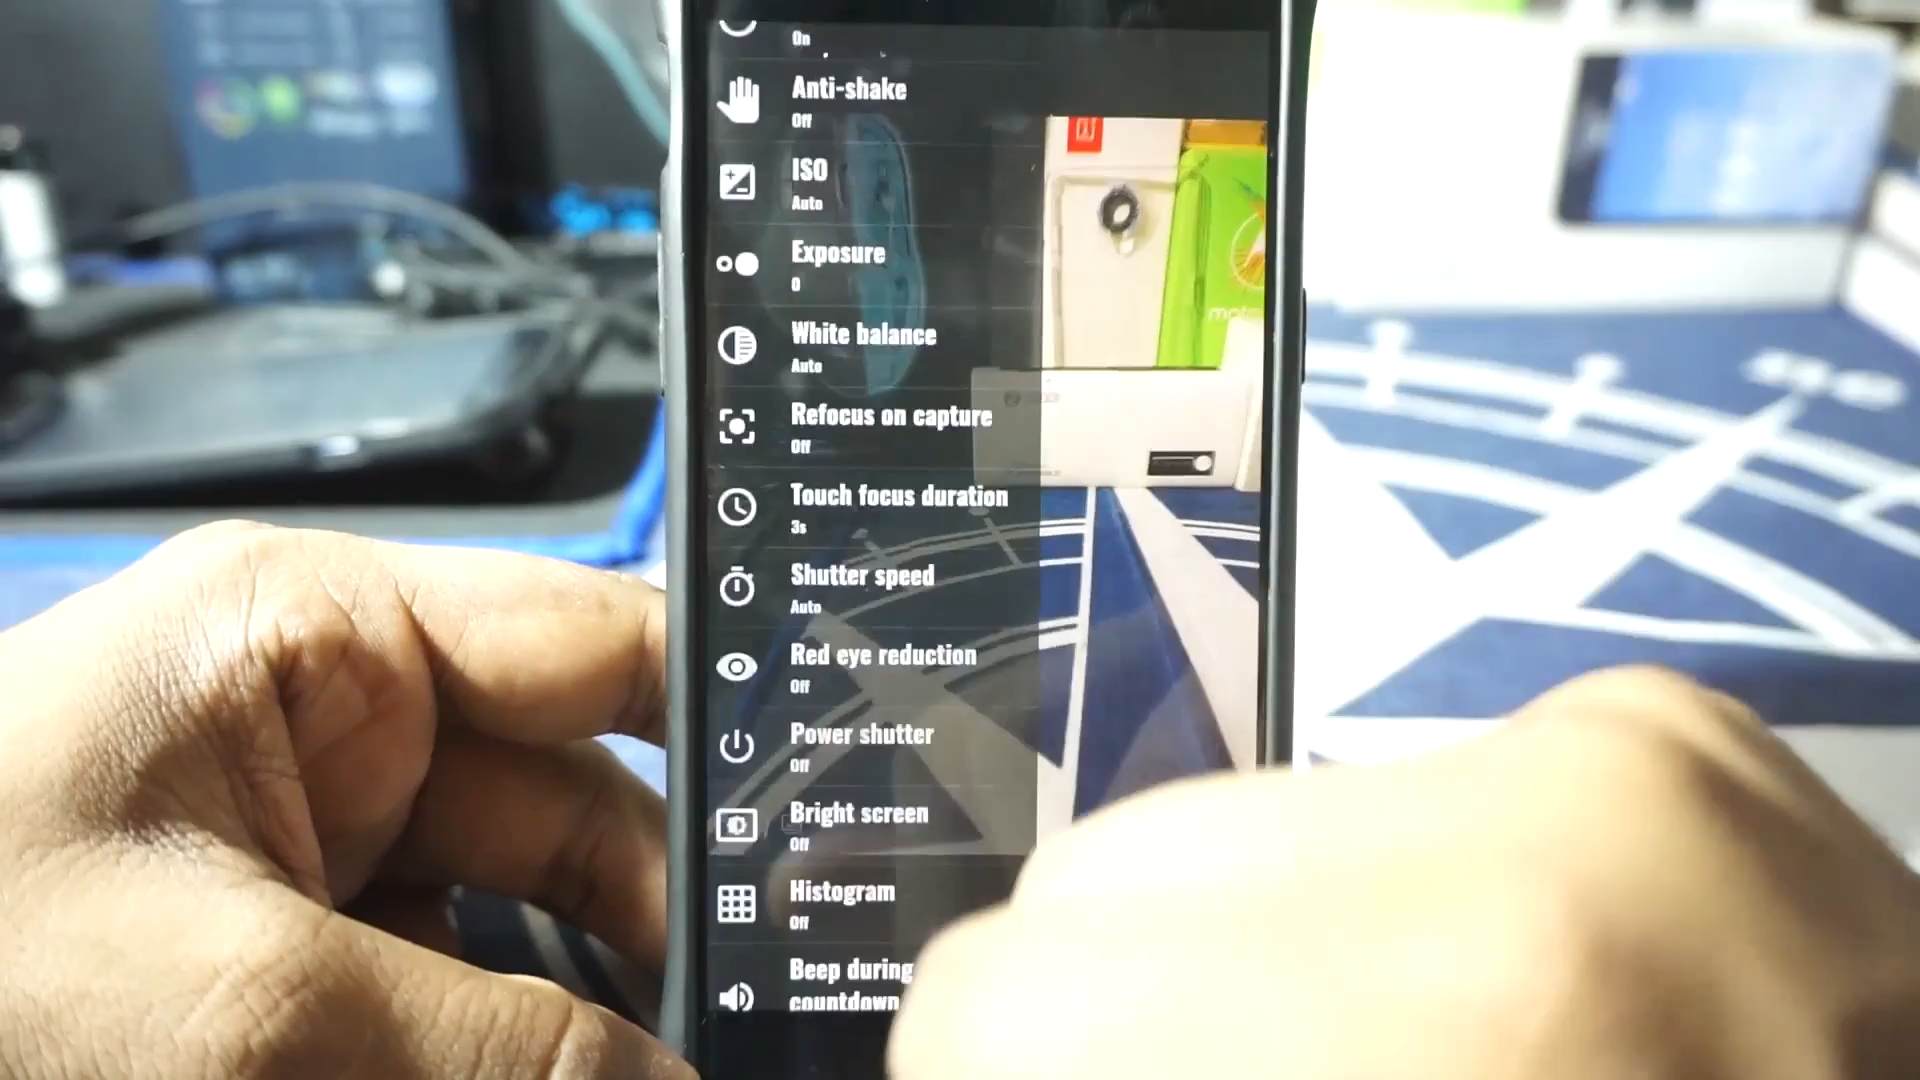 On
Anti-shake
Off
ISO
Auto
Exposure
0
White balance
Auto
Refocus on capture
Off
Touch focus duration
3s
Shutter speed
Auto
Red eye reduction
Off
Power shutter
Off
Bright screen
Off
Histogram
Off
Beep during
countdown